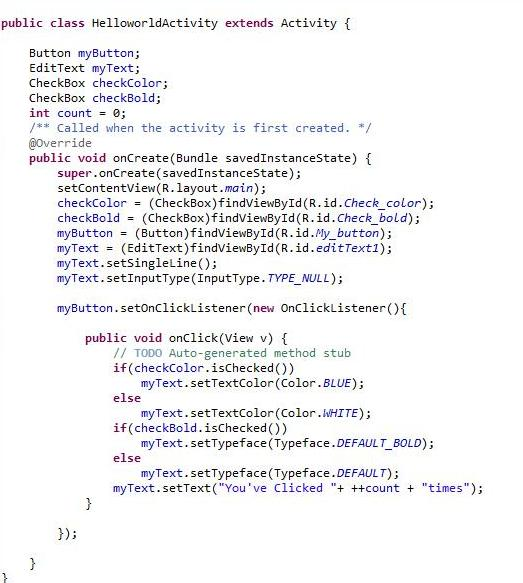 public class HelloworldActivity extends Activity {
Button myButton;
EditText myText;
CheckBox checkColor;
CheckBox checkBold;
int count = 0;
/** Called when the activity is first created. */
@Override
public void onCreate(Bundle savedInstanceState) {
super.onCreate(savedInstanceState);
setContentView(R.layout.main);
checkColor = (CheckBox)findViewById(R.id.Check_color);
checkBold = (CheckBox)findViewById(R.id.Check_bold);
myButton = (Button)findViewById(R.id.My_button);
myText = (EditText)findViewById(R.id.editText1);
myText.setSingleLine();
myText.setInputType(InputType.TYPE_NULL);
myButton.setOnClickListener(new OnClickListener(){
public void onClick(View v) {
// TODO Auto-generated method stub
if(checkColor.isChecked())
myText.setTextColor(Color.BLUE);
else
myText.setTextColor(Color.WHITE);
if(checkBold.isChecked())
myText.setTypeface(Typeface.DEFAULT_BOLD);
else
myText.setTypeface(Typeface.DEFAULT);
myText.setText("You've Clicked "+ ++count + "times");
}
});
}
}